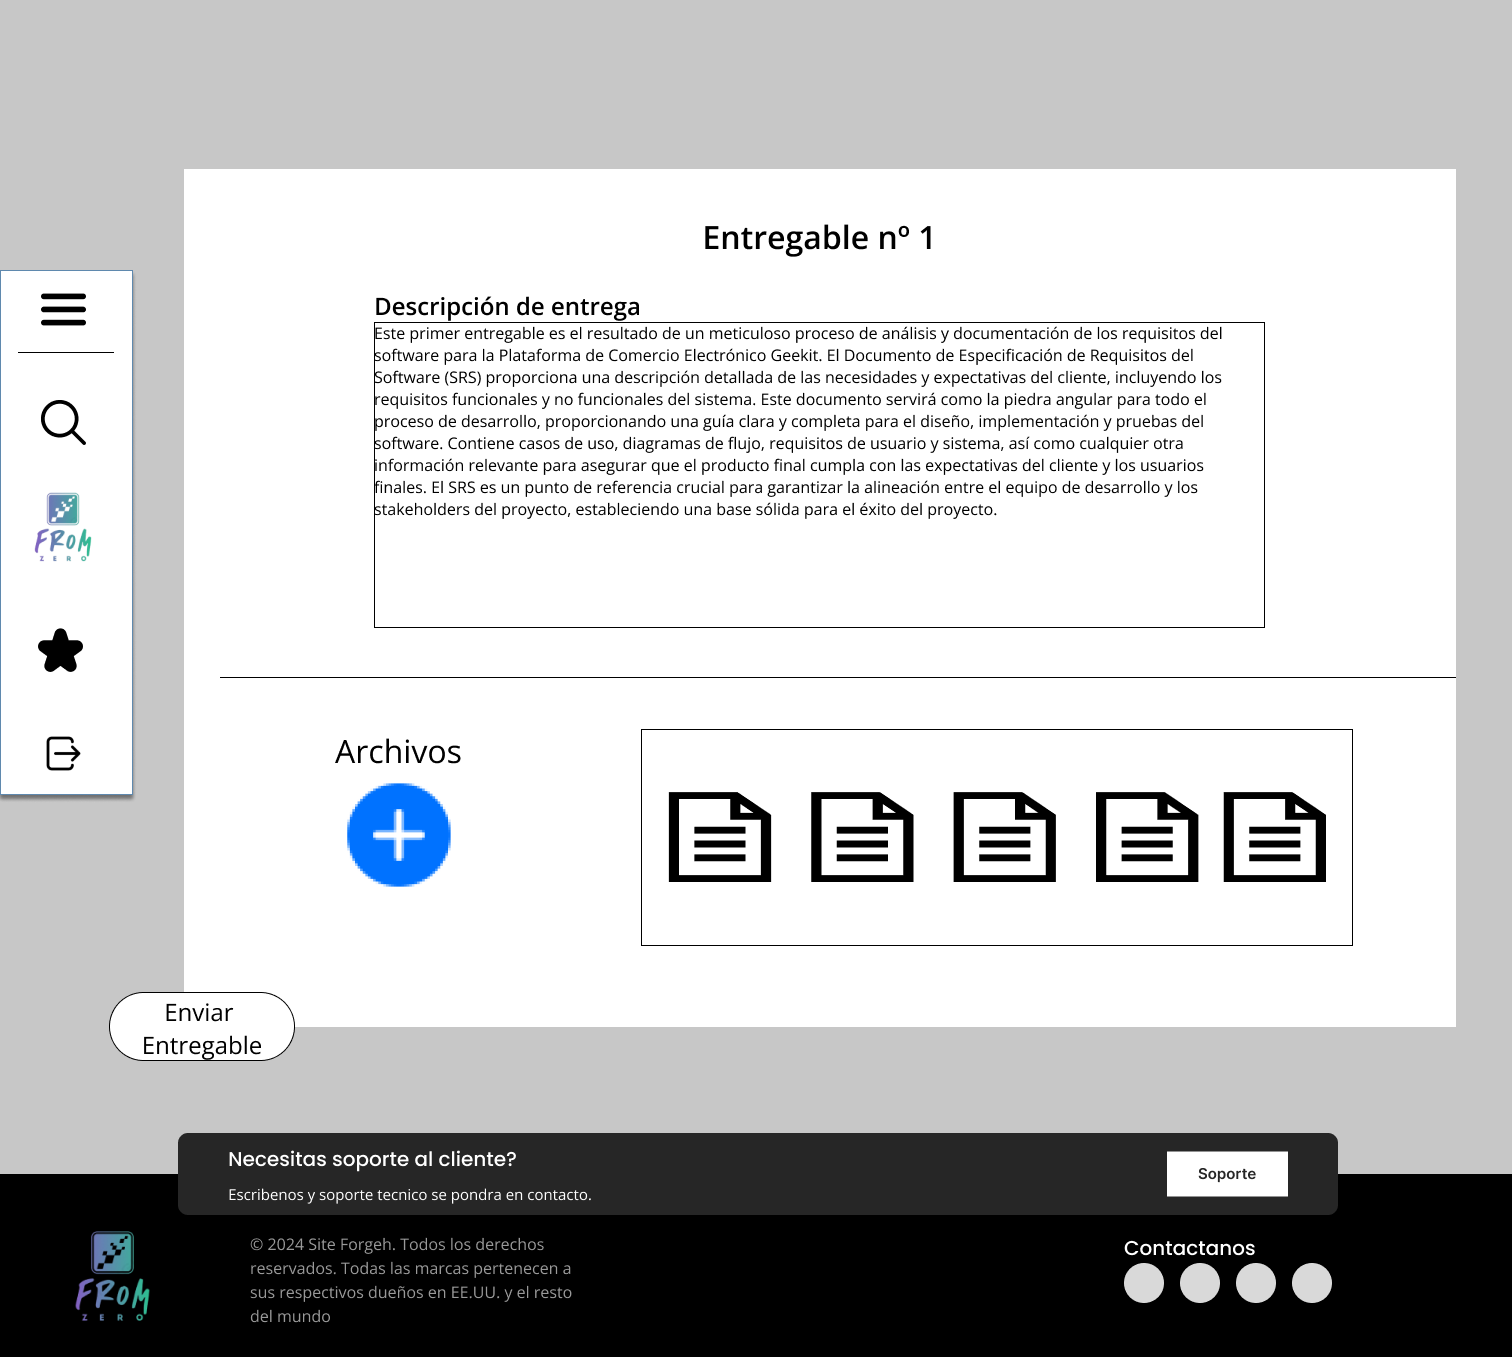 Entregable nº 1
Descripción de entrega
Este primer entregable es el resultado de un meticuloso proceso de análisis y documentación de los requisitos del
software para la Plataforma de Comercio Electrónico Geekit. El Documento de Especificación de Requisitos del
Software (SRS) proporciona una descripción detallada de las necesidades y expectativas del cliente, incluyendo los
requisitos funcionales y no funcionales del sistema. Este documento servirá como la piedra angular para todo el
proceso de desarrollo, proporcionando una guía clara y completa para el diseño, implementación y pruebas del
software. Contiene casos de uso, diagramas de flujo, requisitos de usuario y sistema, así como cualquier otra
información relevante para asegurar que el producto final cumpla con las expectativas del cliente y los usuarios
finales. El SRS es un punto de referencia crucial para garantizar la alineación entre el equipo de desarrollo y los
stakeholders del proyecto, estableciendo una base sólida para el éxito del proyecto.
FROM
ZERO
Archivos
Enviar
Entregable
Necesitas soporte al cliente?
Escribenos y soporte tecnico se pondra en contacto.
Soporte
FROM
ZERO
© 2024 Site Forgeh. Todos los derechos
reservados. Todas las marcas pertenecen a
sus respectivos dueños en EE.UU. y el resto
del mundo
Contactanos